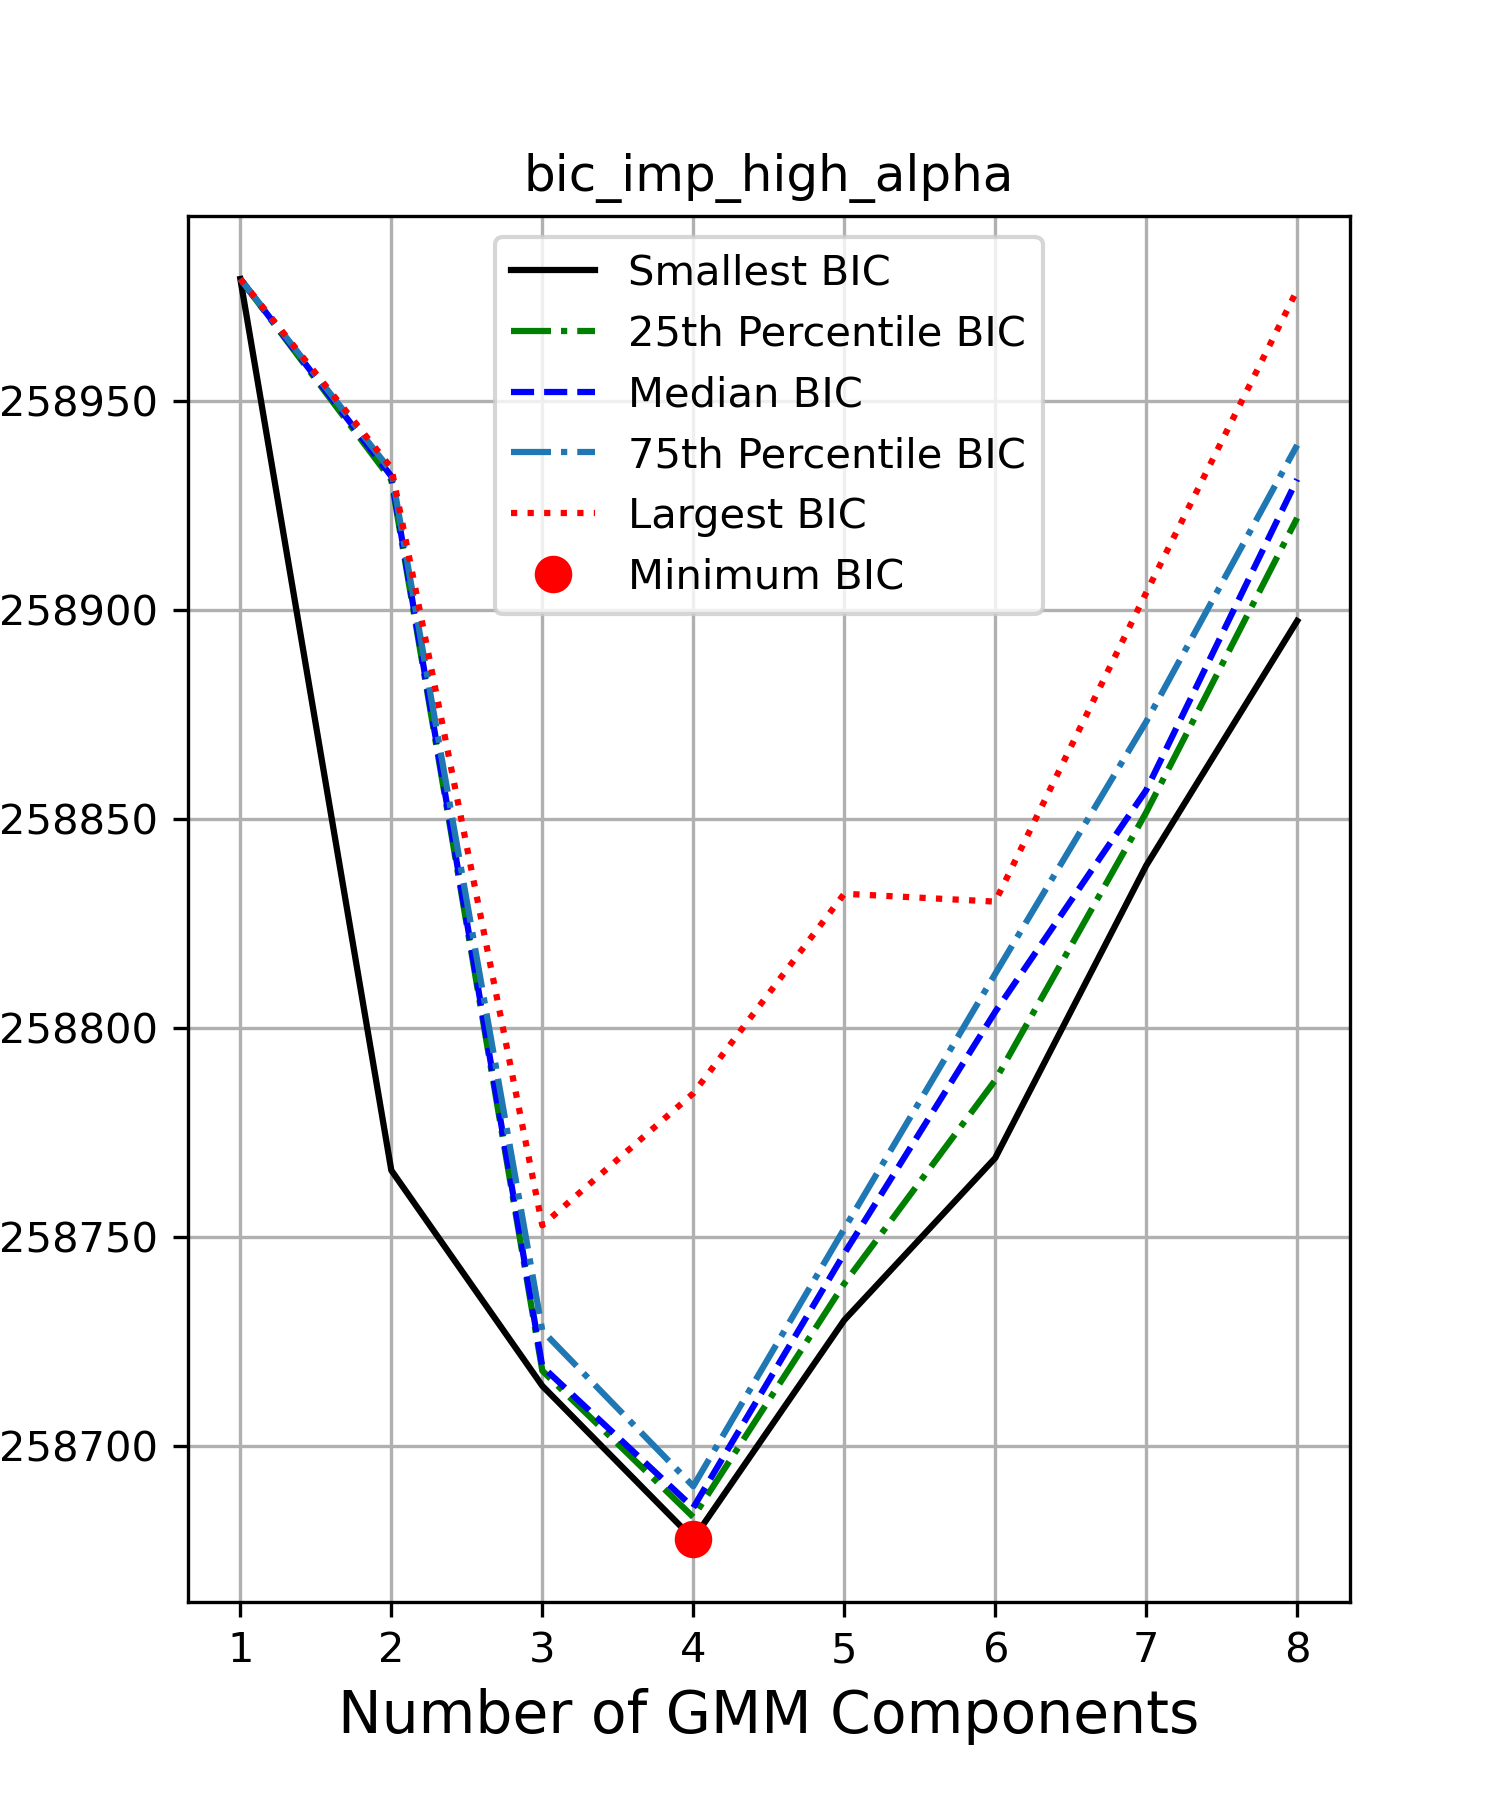 bic_imp_high_alpha
Smallest BIC
25th Percentile BIC
Median BIC
75th Percentile BIC
Largest BIC
Minimum BIC
258950
258900
258850
258800
258750
258700
1 2 3 4 5 6 7 8
Number of GMM Components